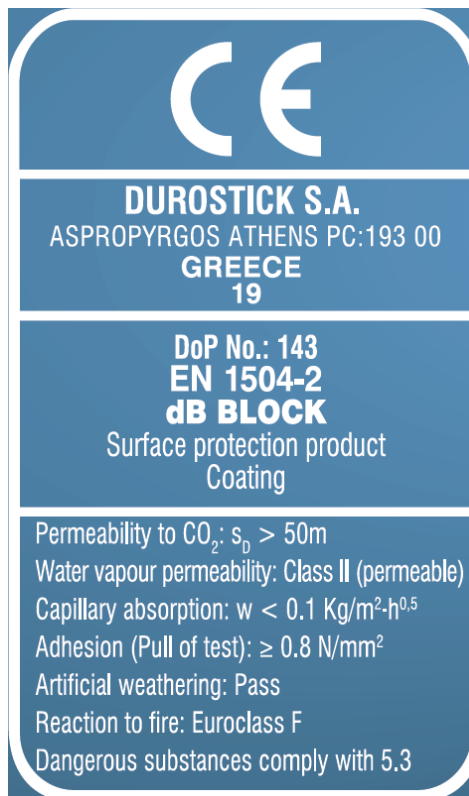 CE
DUROSTICK S.A.
ASPROPYRGOS ATHENS PC:193 00
GREECE
19
DoP No.: 143
EN 1504-2
dB BLOCK
Surface protection product
Coating
Permeability to CO₂: s_D > 50m
Water vapour permeability: Class II (permeable)
Capillary absorption: w < 0.1 Kg/m²·h⁰,⁵
Adhesion (Pull of test): ≥ 0.8 N/mm²
Artificial weathering: Pass
Reaction to fire: Euroclass F
Dangerous substances comply with 5.3